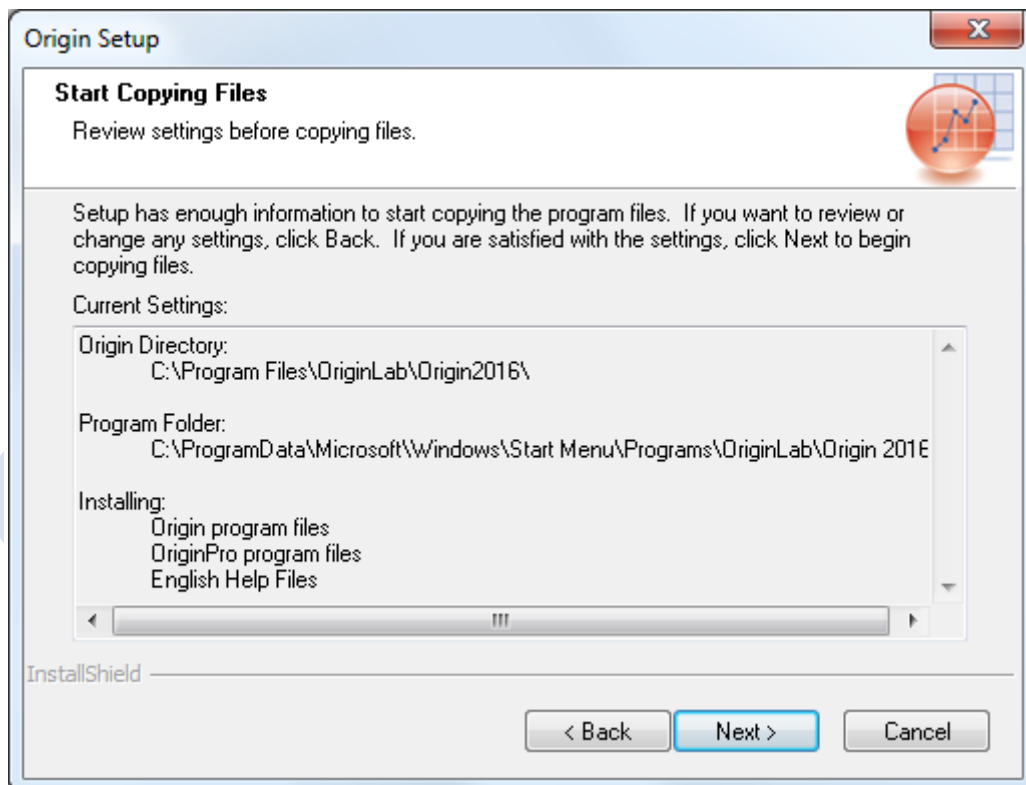 Origin Setup
Start Copying Files
Review settings before copying files.
Setup has enough information to start copying the program files.  If you want to review or
change any settings, click Back.  If you are satisfied with the settings, click Next to begin
copying files.
Current Settings:
Origin Directory:
C:\Program Files\OriginLab\Origin2016\
Program Folder:
C:\ProgramData\Microsoft\Windows\Start Menu\Programs\OriginLab\Origin 2016
Installing:
Origin program files
OriginPro program files
English Help Files
InstallShield
< Back
Next >
Cancel